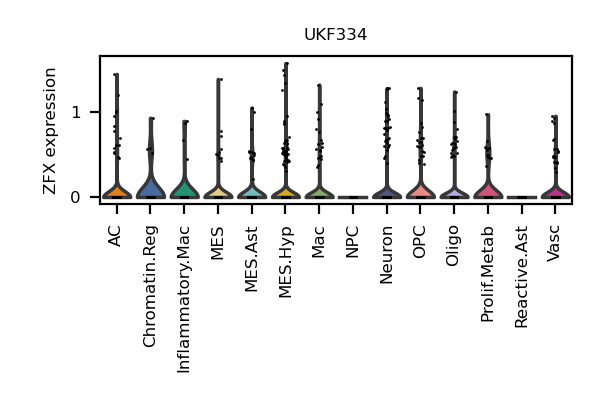 UKF334
ZFX expression
1
0
AC
Chromatin.Reg
Inflammatory.Mac
MES
MES.Ast
MES.Hyp
Mac
NPC
Neuron
OPC
Oligo
Prolif.Metab
Reactive.Ast
Vasc